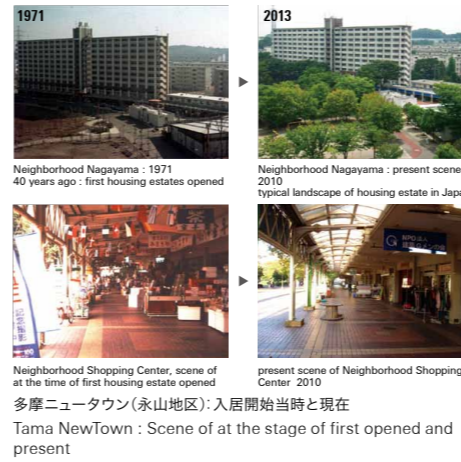 1971
2013
Neighborhood Nagayama : 1971
40 years ago : first housing estates opened
Neighborhood Nagayama : present scene
2010
typical landscape of housing estate in Japa
Neighborhood Shopping Center, scene of
at the time of first housing estate opened
present scene of Neighborhood Shopping
Center 2010
多摩ニュータウン(永山地区):入居開始当時と現在
Tama NewTown : Scene of at the stage of first opened and
present